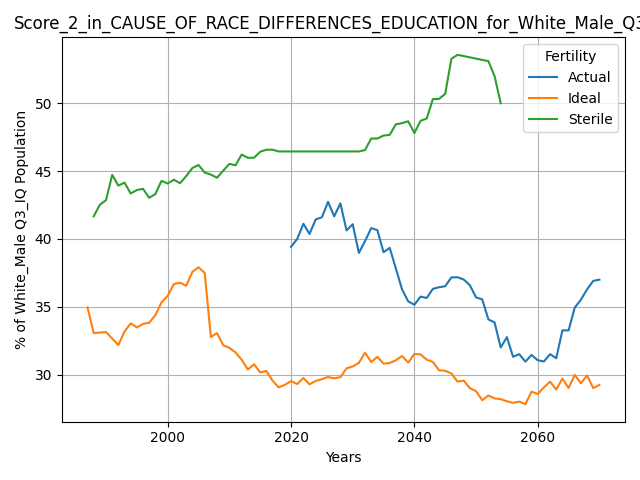 Score_2_in_CAUSE_OF_RACE_DIFFERENCES_EDUCATION_for_White_Male_Q3
Fertility
Actual
Ideal
Sterile
% of White_Male Q3_IQ Population
50
45
40
35
30
2000
2020
2040
2060
Years